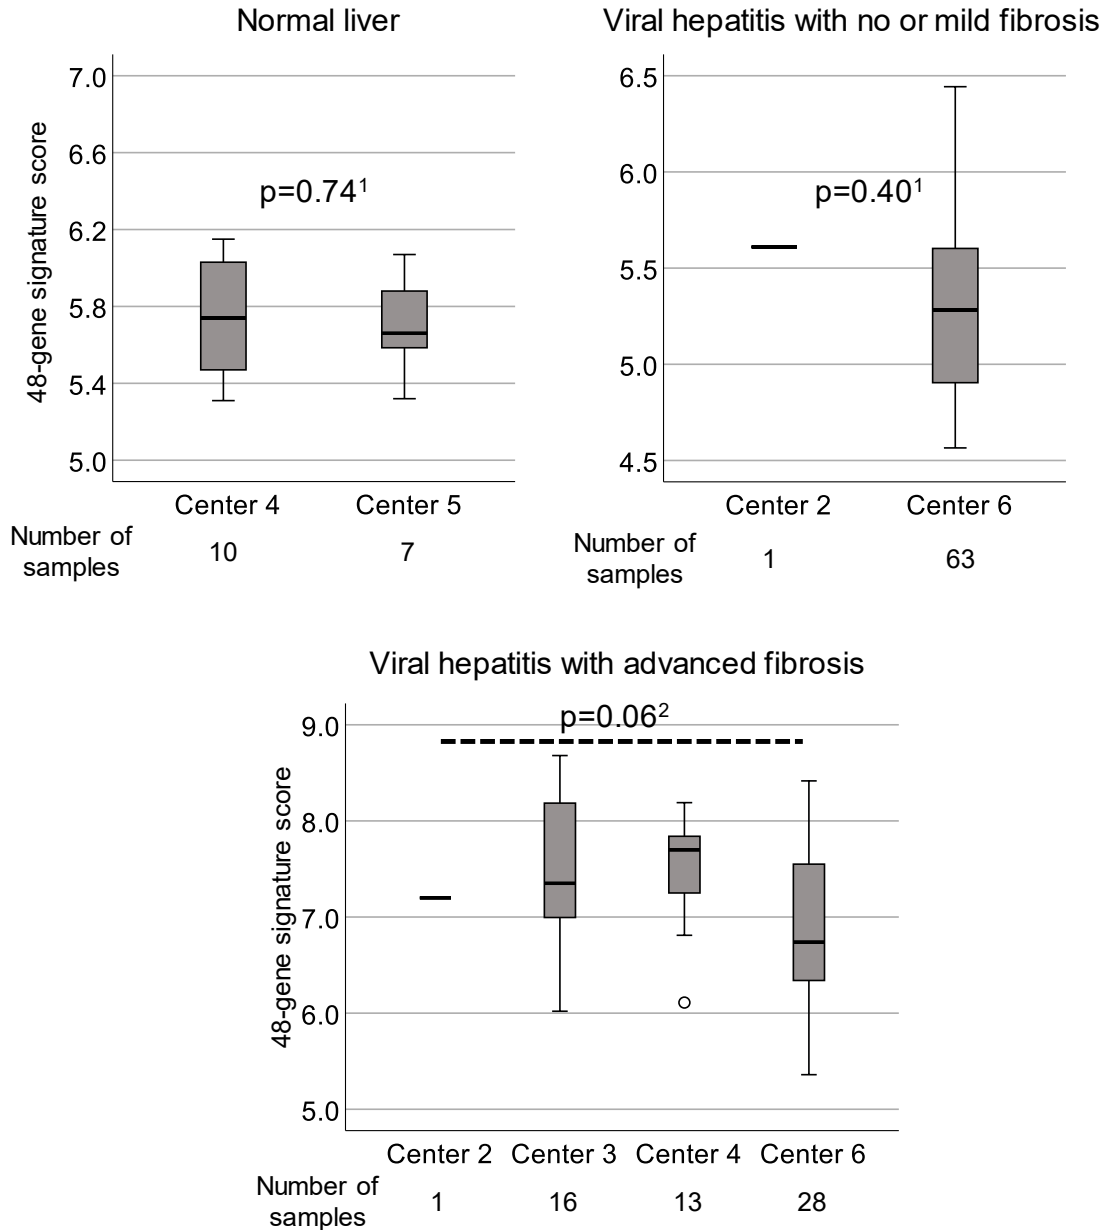 Normal liver
48-gene signature score
7.0
6.6
6.2
5.8
5.4
5.0
p=0.74¹
Center 4 Center 5
Number of
samples
10 7
Viral hepatitis with no or mild fibrosis
6.5
6.0
5.5
5.0
4.5
p=0.40¹
Center 2 Center 6
Number of
samples
1 63
Viral hepatitis with advanced fibrosis
48-gene signature score
9.0
8.0
7.0
6.0
5.0
p=0.06²
Center 2 Center 3 Center 4 Center 6
Number of
samples
1 16 13 28